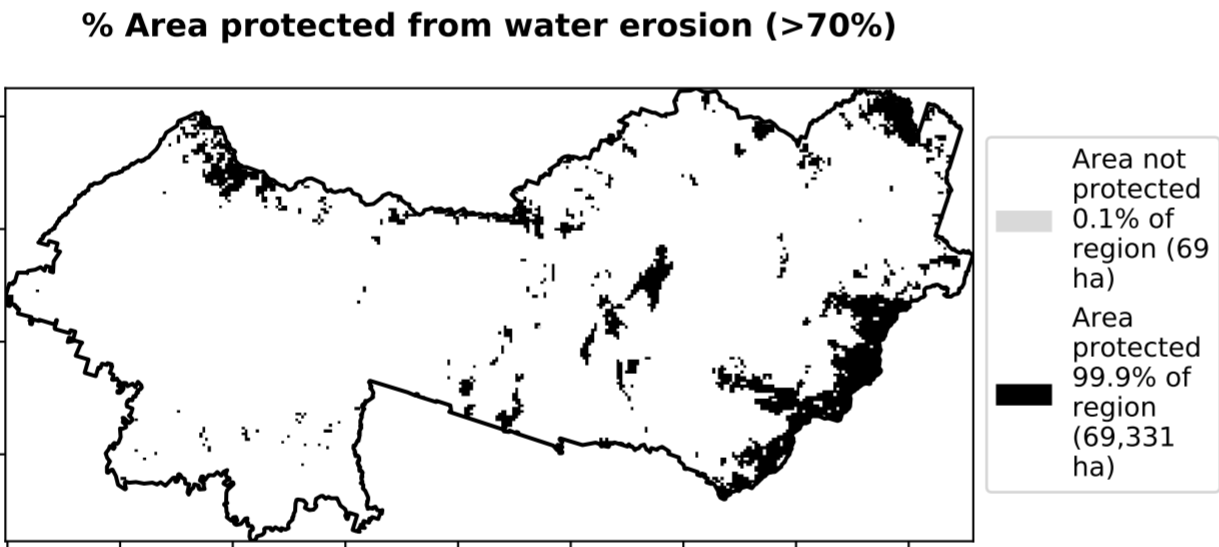 % Area protected from water erosion (>70%)
Area not
protected
0.1% of
region (69
ha)
Area
protected
99.9% of
region
(69,331
ha)